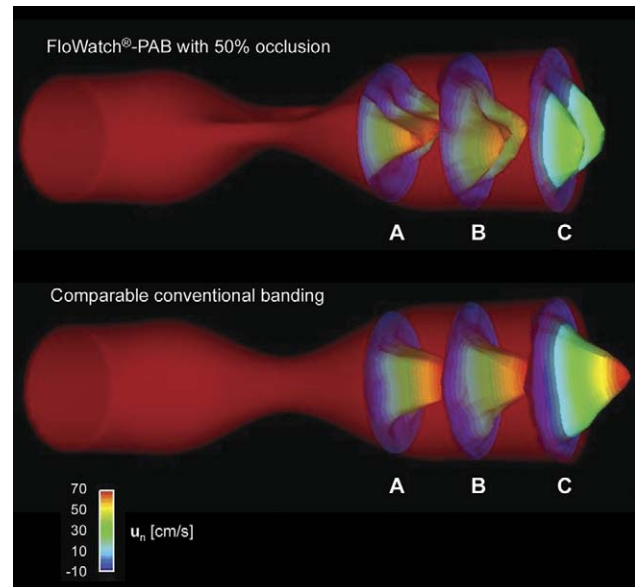 FloWatch®-PAB with 50% occlusion
A B C
Comparable conventional banding
A B C
70
50
30
10
-10
uₙ [cm/s]